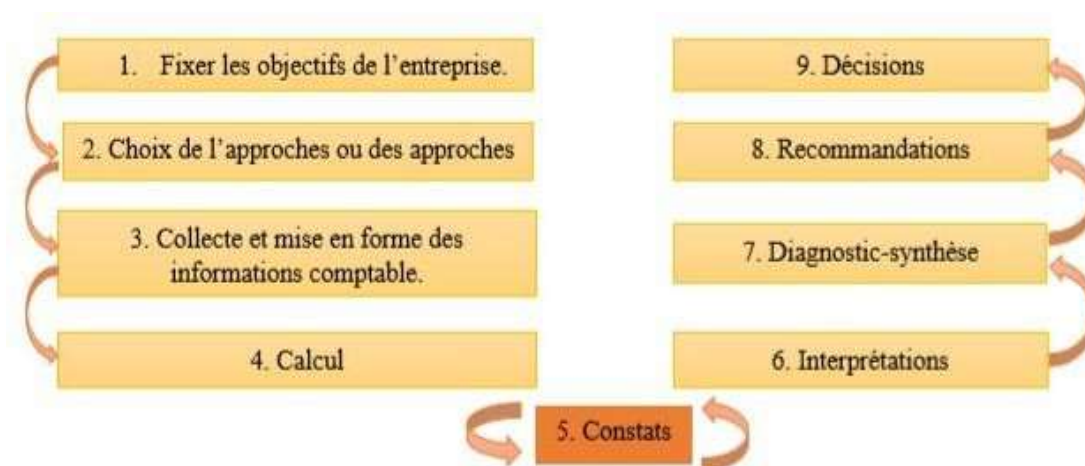 1. Fixer les objectifs de l’entreprise.
2. Choix de l’approches ou des approches
3. Collecte et mise en forme des
informations comptable.
4. Calcul
5. Constats
6. Interprétations
7. Diagnostic-synthèse
8. Recommandations
9. Décisions